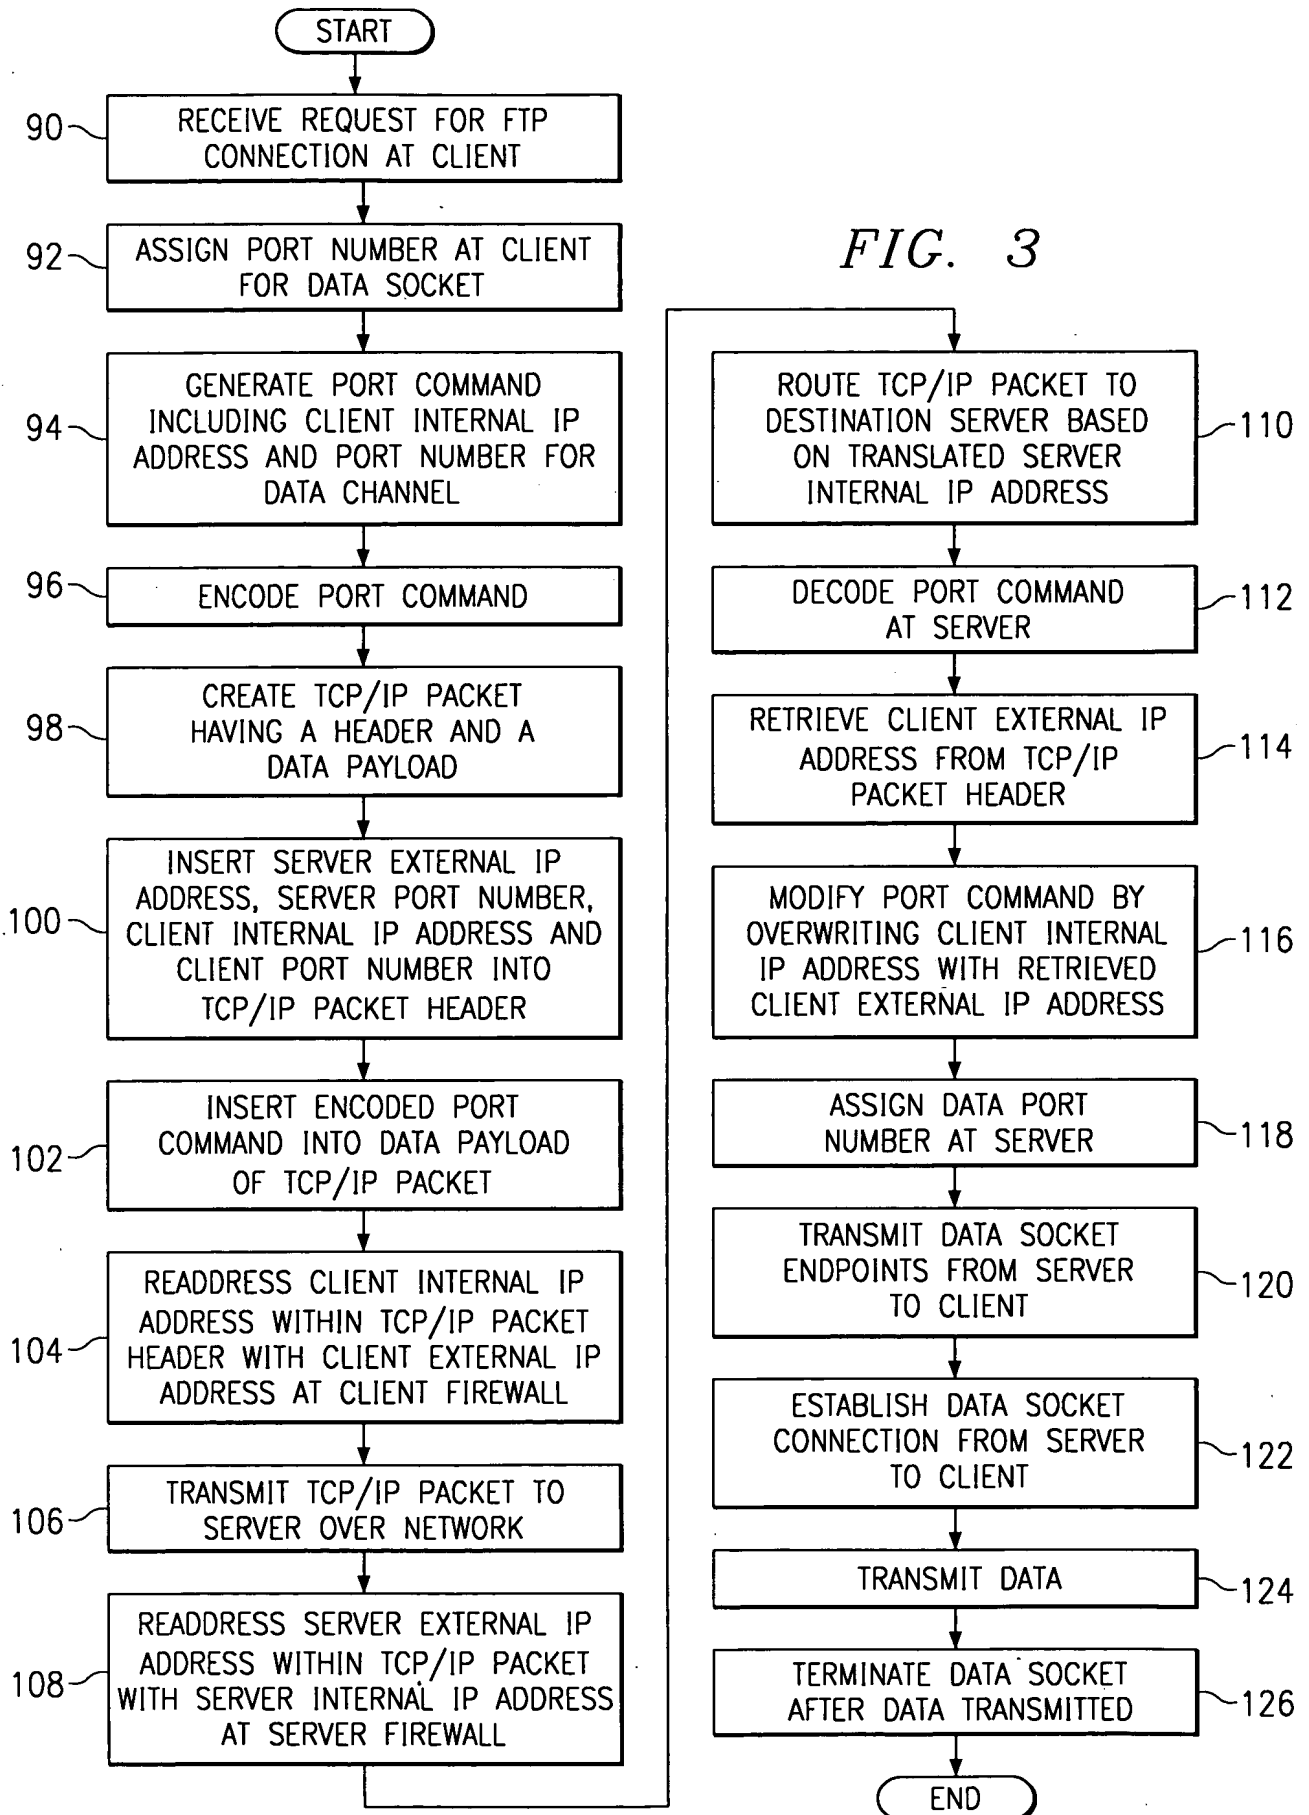 START
90
RECEIVE REQUEST FOR FTP
CONNECTION AT CLIENT
92
ASSIGN PORT NUMBER AT CLIENT
FOR DATA SOCKET
94
GENERATE PORT COMMAND
INCLUDING CLIENT INTERNAL IP
ADDRESS AND PORT NUMBER FOR
DATA CHANNEL
96
ENCODE PORT COMMAND
98
CREATE TCP/IP PACKET
HAVING A HEADER AND A
DATA PAYLOAD
100
INSERT SERVER EXTERNAL IP
ADDRESS, SERVER PORT NUMBER,
CLIENT INTERNAL IP ADDRESS AND
CLIENT PORT NUMBER INTO
TCP/IP PACKET HEADER
102
INSERT ENCODED PORT
COMMAND INTO DATA PAYLOAD
OF TCP/IP PACKET
104
READDRESS CLIENT INTERNAL IP
ADDRESS WITHIN TCP/IP PACKET
HEADER WITH CLIENT EXTERNAL IP
ADDRESS AT CLIENT FIREWALL
106
TRANSMIT TCP/IP PACKET TO
SERVER OVER NETWORK
108
READDRESS SERVER EXTERNAL IP
ADDRESS WITHIN TCP/IP PACKET
WITH SERVER INTERNAL IP ADDRESS
AT SERVER FIREWALL
FIG. 3
ROUTE TCP/IP PACKET TO
DESTINATION SERVER BASED
ON TRANSLATED SERVER
INTERNAL IP ADDRESS
110
DECODE PORT COMMAND
AT SERVER
112
RETRIEVE CLIENT EXTERNAL IP
ADDRESS FROM TCP/IP
PACKET HEADER
114
MODIFY PORT COMMAND BY
OVERWRITING CLIENT INTERNAL
IP ADDRESS WITH RETRIEVED
CLIENT EXTERNAL IP ADDRESS
116
ASSIGN DATA PORT
NUMBER AT SERVER
118
TRANSMIT DATA SOCKET
ENDPOINTS FROM SERVER
TO CLIENT
120
ESTABLISH DATA SOCKET
CONNECTION FROM SERVER
TO CLIENT
122
TRANSMIT DATA
124
TERMINATE DATA SOCKET
AFTER DATA TRANSMITTED
126
END